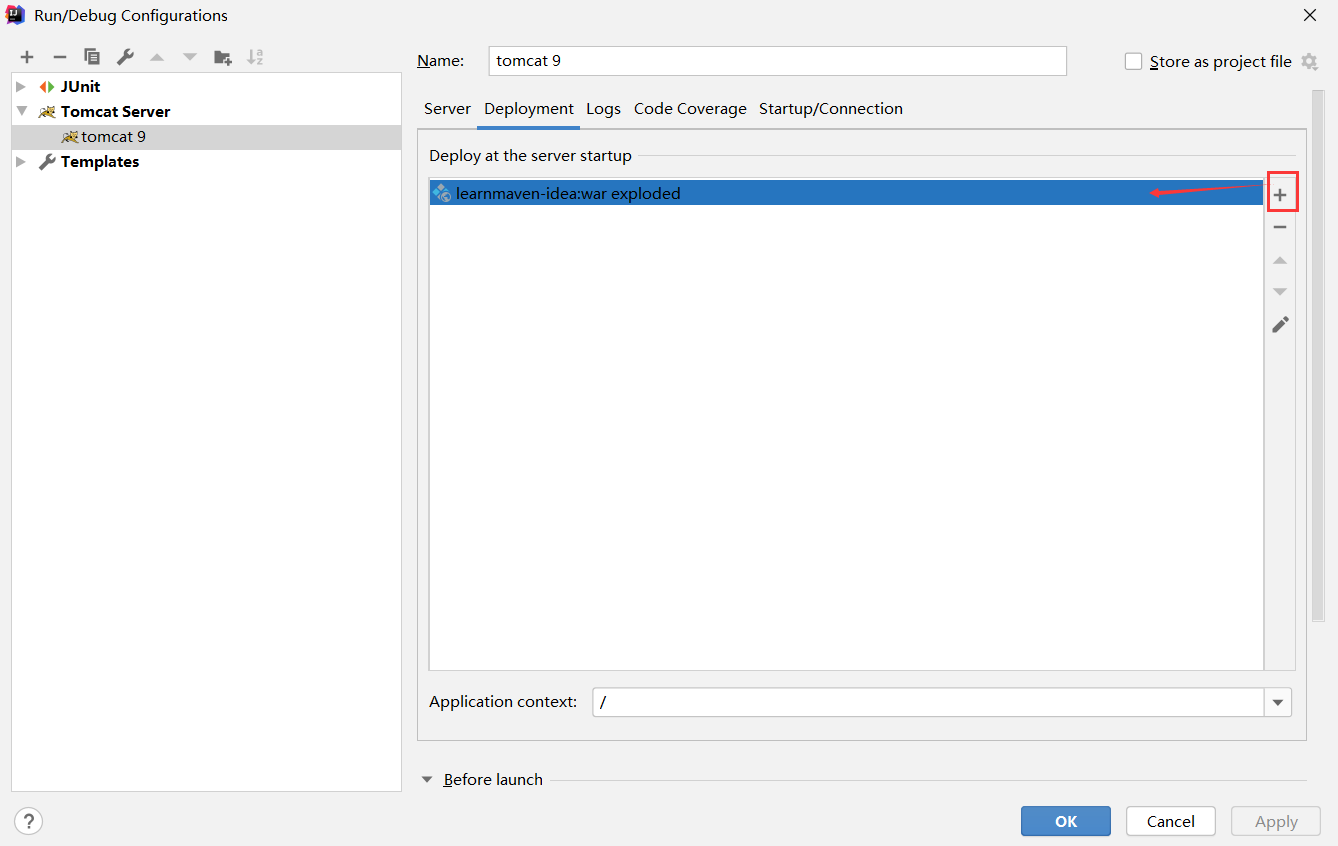 Run/Debug Configurations
Name: tomcat 9
Store as project file
JUnit
Tomcat Server
tomcat 9
Templates
Server Deployment Logs Code Coverage Startup/Connection
Deploy at the server startup
learnmaven-idea:war exploded
Application context: /
Before launch
? OK Cancel Apply